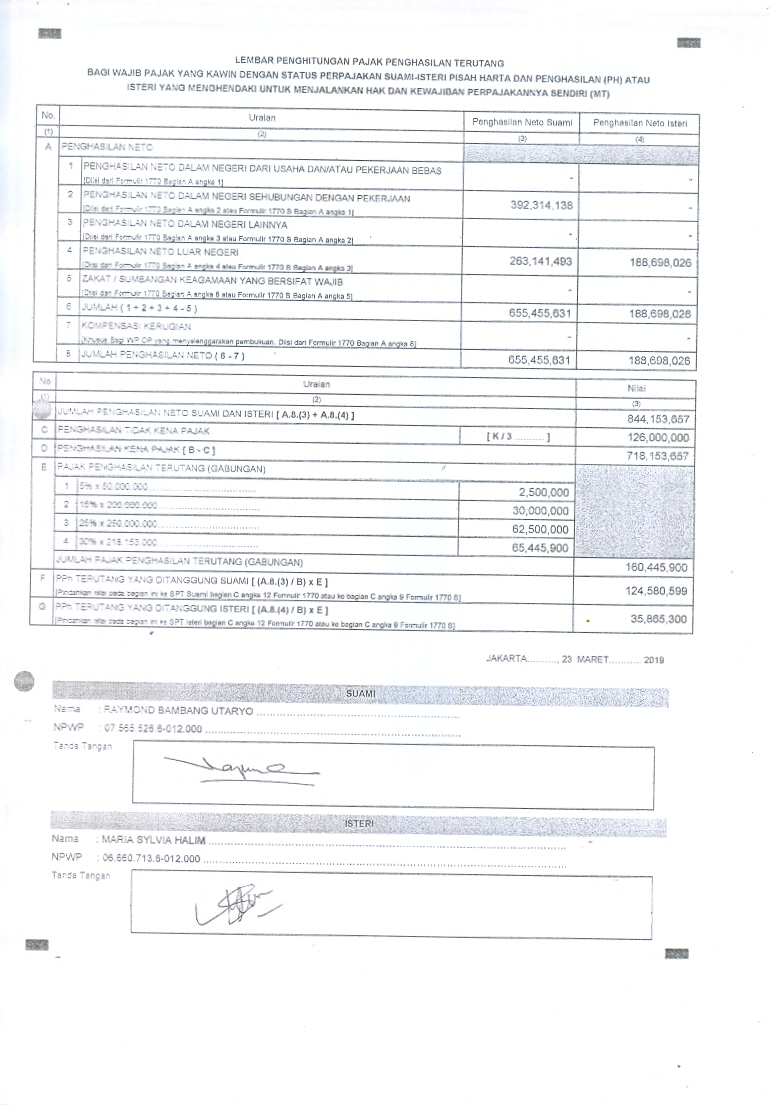 LEMBAR PENGHITUNGAN PAJAK PENGHASILAN TERUTANG
BAGI WAJIB PAJAK YANG KAWIN DENGAN STATUS PERPAJAKAN SUAMI-ISTERI PISAH HARTA DAN PENGHASILAN (PH) ATAU
ISTERI YANG MENGHENDAKI UNTUK MENJALANKAN HAK DAN KEWAJIBAN PERPAJAKANNYA SENDIRI (MT)
No. Uraian Penghasilan Neto Suami Penghasilan Neto Isteri
(1) (2) (3) (4)
A PENGHASILAN NETO
1 PENGHASILAN NETO DALAM NEGERI DARI USAHA DAN/ATAU PEKERJAAN BEBAS - -
[Diisi dari Formulir 1770 Bagian A angka 1]
2 PENGHASILAN NETO DALAM NEGERI SEHUBUNGAN DENGAN PEKERJAAN 392,314,138 -
[Diisi dari Formulir 1770 Bagian A angka 2 atau Formulir 1770 S Bagian A angka 1]
3 PENGHASILAN NETO DALAM NEGERI LAINNYA - -
[Diisi dari Formulir 1770 Bagian A angka 3 atau Formulir 1770 S Bagian A angka 2]
4 PENGHASILAN NETO LUAR NEGERI 263,141,493 188,698,026
[Diisi dari Formulir 1770 Bagian A angka 4 atau Formulir 1770 S Bagian A angka 3]
5 ZAKAT / SUMBANGAN KEAGAMAAN YANG BERSIFAT WAJIB - -
[Diisi dari Formulir 1770 Bagian A angka 6 atau Formulir 1770 S Bagian A angka 5]
6 JUMLAH ( 1 + 2 + 3 + 4 - 5 ) 655,455,631 188,698,026
7 KOMPENSASI KERUGIAN - -
[Khusus Bagi WP OP yang menyelenggarakan pembukuan. Diisi dari Formulir 1770 Bagian A angka 8]
8 JUMLAH PENGHASILAN NETO ( 6 - 7 ) 655,455,631 188,698,026
No Uraian Nilai
(1) (2) (3)
JUMLAH PENGHASILAN NETO SUAMI DAN ISTERI [ A.8.(3) + A.8.(4) ] 844,153,657
C PENGHASILAN TIDAK KENA PAJAK [ K / 3 .......... ] 126,000,000
D PENGHASILAN KENA PAJAK [ B - C ] 718,153,657
E PAJAK PENGHASILAN TERUTANG (GABUNGAN)
1 5% x 50.000.000 .............................. 2,500,000
2 15% x 200.000.000 .............................. 30,000,000
3 25% x 250.000.000 .............................. 62,500,000
4 30% x 218.153.000 .............................. 65,445,900
JUMLAH PAJAK PENGHASILAN TERUTANG (GABUNGAN) 160,445,900
F PPh TERUTANG YANG DITANGGUNG SUAMI [ (A.8.(3) / B) x E ] 124,580,599
[Pindahkan nilai pada bagian ini ke SPT Suami bagian C angka 12 Formulir 1770 atau ke bagian C angka 9 Formulir 1770 S]
G PPh TERUTANG YANG DITANGGUNG ISTERI [ (A.8.(4) / B) x E ] 35,865,300
[Pindahkan nilai pada bagian ini ke SPT Isteri bagian C angka 12 Formulir 1770 atau ke bagian C angka 9 Formulir 1770 S]
JAKARTA.........., 23 MARET.......... 2019
SUAMI
Nama : RAYMOND BAMBANG UTARYO ..............................
NPWP : 07.565.526.6-012.000 ..............................
Tanda Tangan
ISTERI
Nama : MARIA SYLVIA HALIM ..............................
NPWP : 06.660.713.6-012.000 ..............................
Tanda Tangan